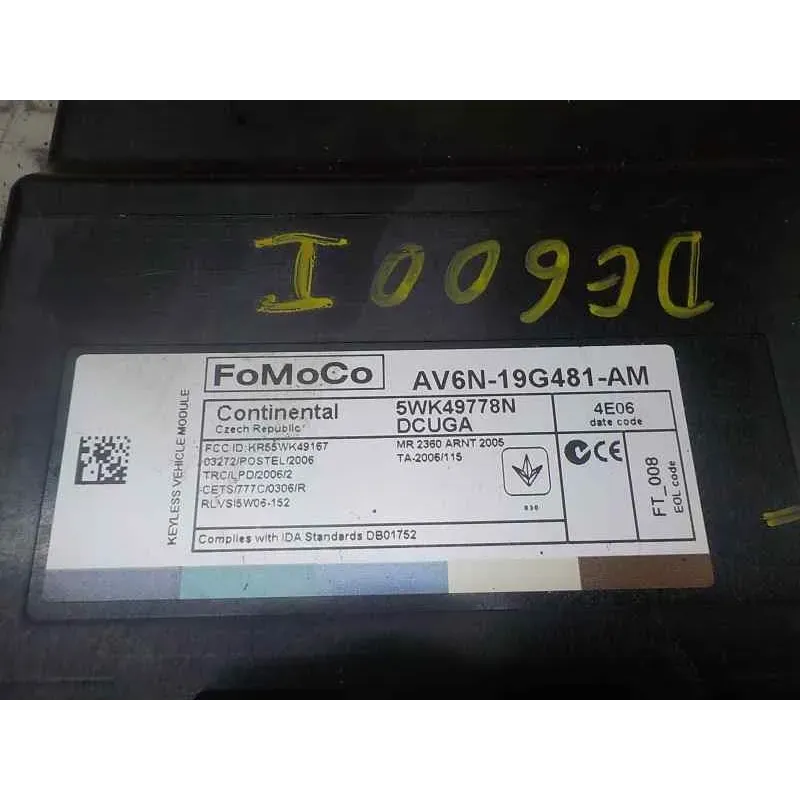 DE600I
FoMoCo
AV6N-19G481-AM
KEYLESS VEHICLE MODULE
Continental
Czech Republic
5WK49778N
DCUGA
4E06
date code
FCC ID:KR55WK49167
03272/POSTEL/2006
TRC/LPD/2006/2
CETS/777C/0306/R
RLVSI5W06-152
MR 2360 ARNT 2005
TA-2006/115
CE
FT_008
EOL code
Complies with IDA Standards DB01752